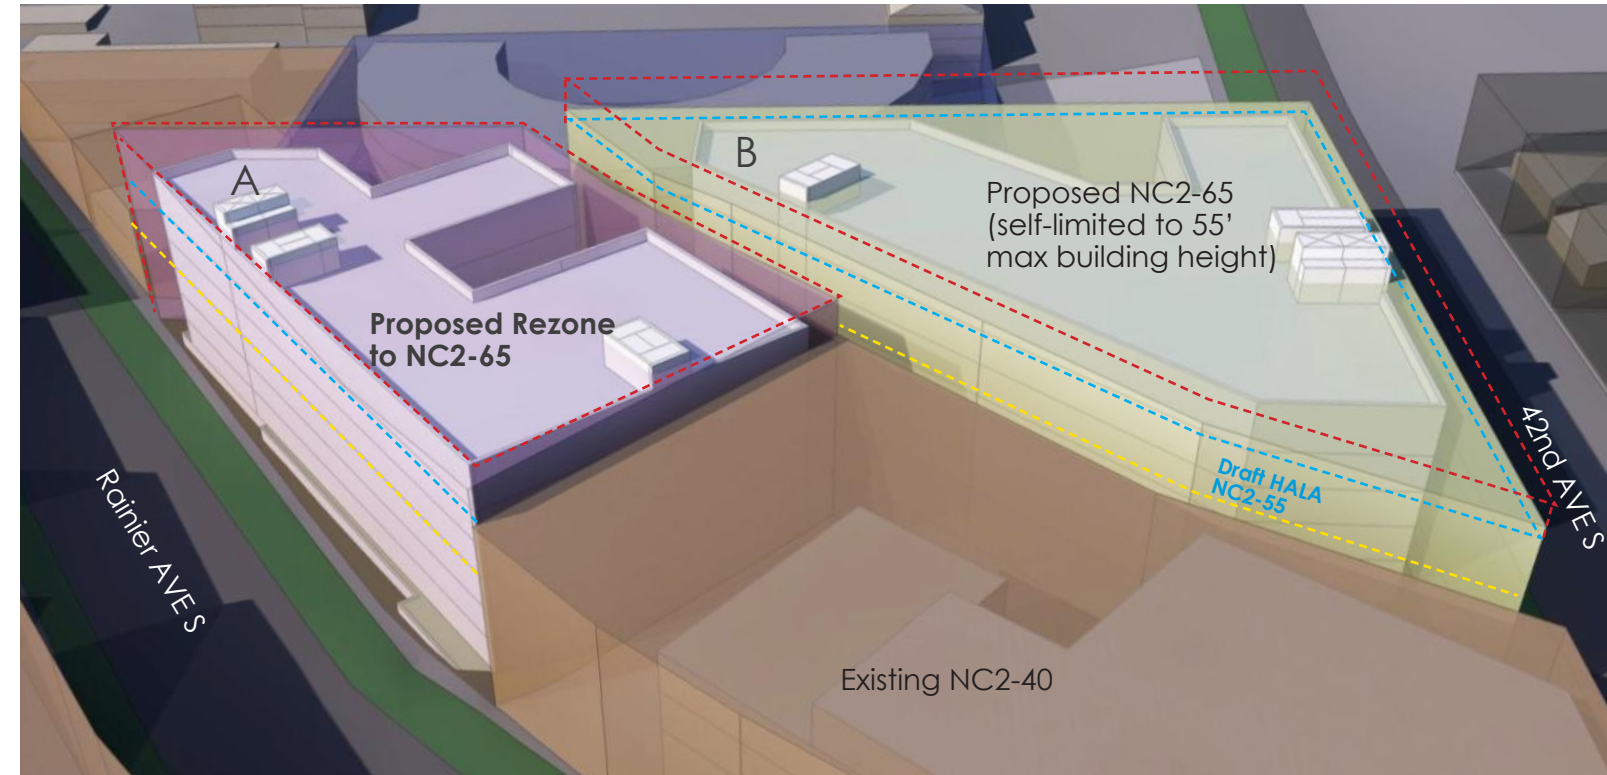 A
B
Proposed NC2-65
(self-limited to 55’
max building height)
Proposed Rezone
to NC2-65
Draft HALA
NC2-55
42nd AVE S
Rainier AVE S
Existing NC2-40